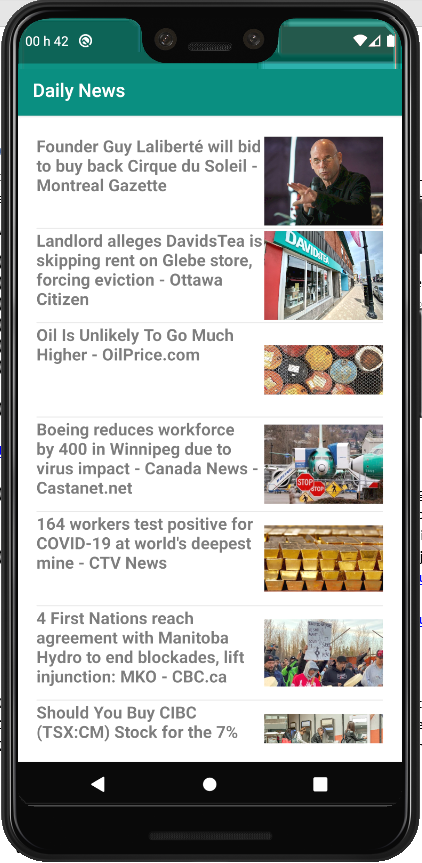 00 h 42
Daily News
Founder Guy Laliberté will bid
to buy back Cirque du Soleil -
Montreal Gazette
Landlord alleges DavidsTea is
skipping rent on Glebe store,
forcing eviction - Ottawa
Citizen
DAVIDsTEA
Oil Is Unlikely To Go Much
Higher - OilPrice.com
Boeing reduces workforce
by 400 in Winnipeg due to
virus impact - Canada News -
Castanet.net
STOP
STOP
164 workers test positive for
COVID-19 at world's deepest
mine - CTV News
4 First Nations reach
agreement with Manitoba
Hydro to end blockades, lift
injunction: MKO - CBC.ca
Should You Buy CIBC
(TSX:CM) Stock for the 7%